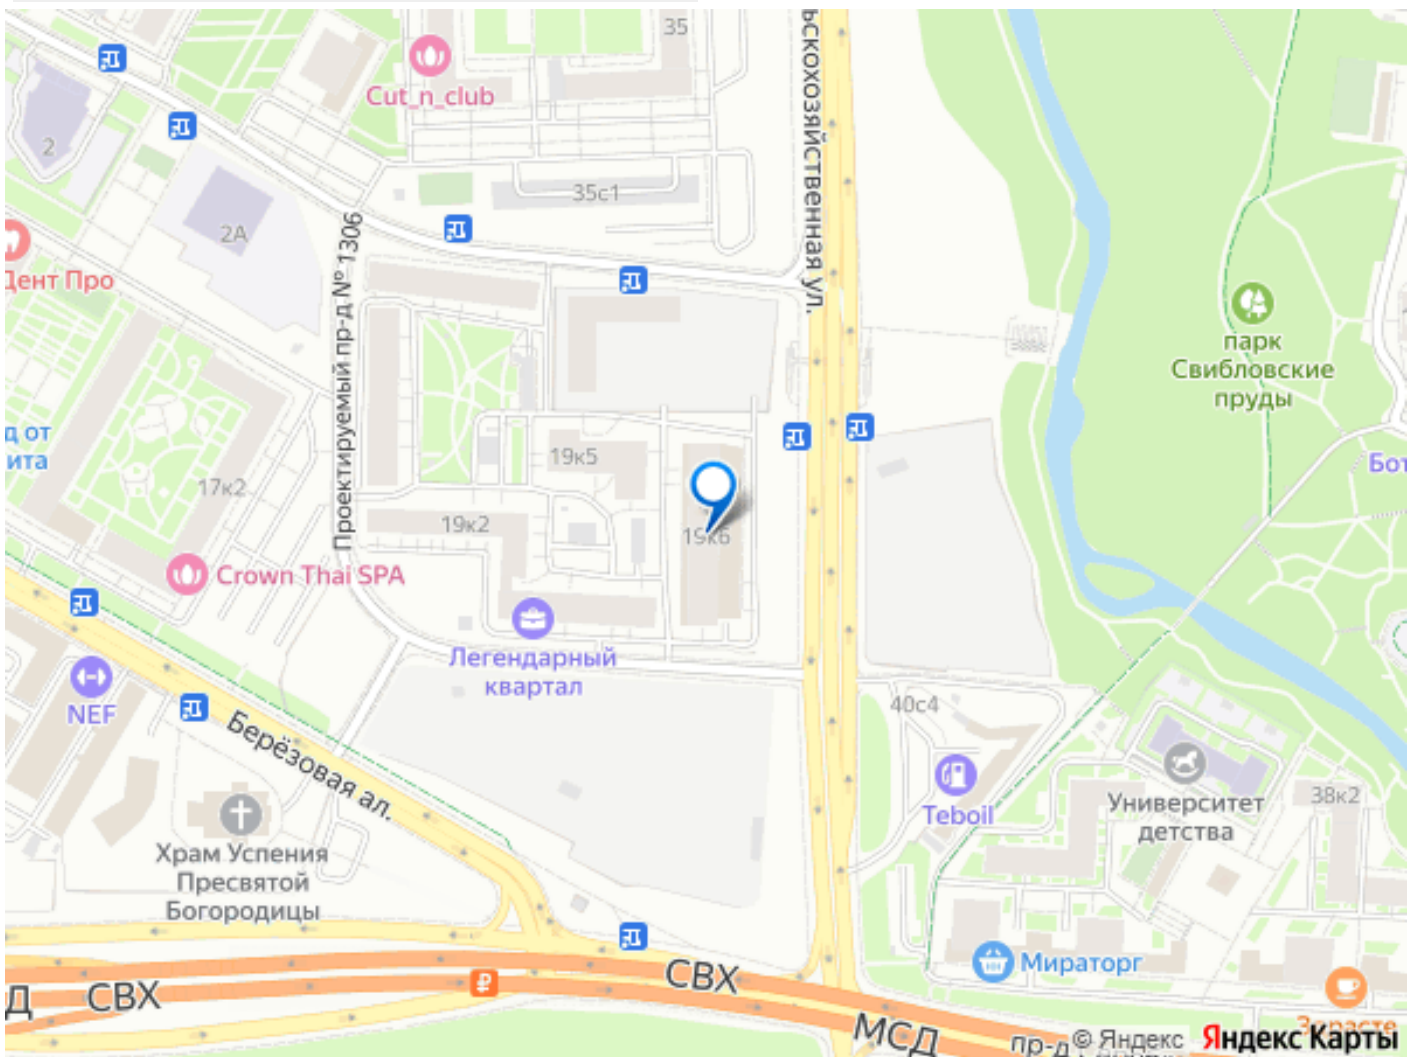 35
Cut_n_club
2
35с1
ьскохозяйственная ул.
2А
Дент Про
Проектируемый пр-д № 1306
парк
Свибловские
пруды
д от
ита
19к5
17к2
19к2
19к6
Бот
Crown Thai SPA
Легендарный
квартал
NEF
Берёзовая ал.
40с4
Teboil
Университет
детства
38к2
Храм Успения
Пресвятой
Богородицы
Мираторг
СВХ
Д
СВХ
МСД
пр-д
© Яндекс
Яндекс Карты